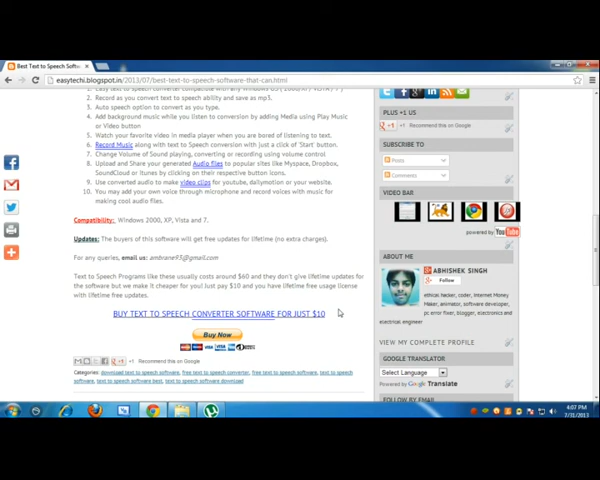 Best Text to Speech Softwa
easytechi.blogspot.in/2013/07/best-text-to-speech-software-that-can.html
2. Record as you convert text to speech ability and save as mp3.
3. Auto speech option to convert as you type.
4. Add background music while you listen to conversion by adding Media using Play Music
or Video button
5. Watch your favorite video in media player when you are bored of listening to text.
6. Record Music along with text to Speech conversion with just a click of 'Start' button.
7. Change Volume of Sound playing, converting or recording using volume control
8. Upload and Share your generated Audio files to popular sites like Myspace, Dropbox,
SoundCloud or Itunes by clicking on their respective button icons.
9. Use converted audio to make video clips for youtube, dailymotion or your website.
10. You may add your own voice through microphone and record voices with music for
making cool audio files.
Compatibility: Windows 2000, XP, Vista and 7.
Updates: The buyers of this software will get free updates for lifetime (no extra charges).
For any queries, email us: ambrane93@gmail.com
Text to Speech Programs like these usually costs around $60 and they don't give lifetime updates for
the software but we make it cheaper for you! Just pay $10 and you have lifetime free usage license
with lifetime free updates.
BUY TEXT TO SPEECH CONVERTER SOFTWARE FOR JUST $10
Buy Now
+1 Recommend this on Google
Categories: download text to speech software, free text to speech converter, free text to speech software, text to speech
software, text to speech software best, text to speech software download
PLUS +1 US
+1 Recommend this on Google
SUBSCRIBE TO
Posts
Comments
VIDEO BAR
powered by YouTube
ABOUT ME
ABHISHEK SINGH
Follow
ethical hacker, coder, Internet Money
Maker, animator, software developer,
pc error fixer, blogger, electronics and
electrical engineer
VIEW MY COMPLETE PROFILE
GOOGLE TRANSLATOR
Select Language
Powered by Google Translate
FOLLOW BY EMAIL
4:07 PM
7/31/2013